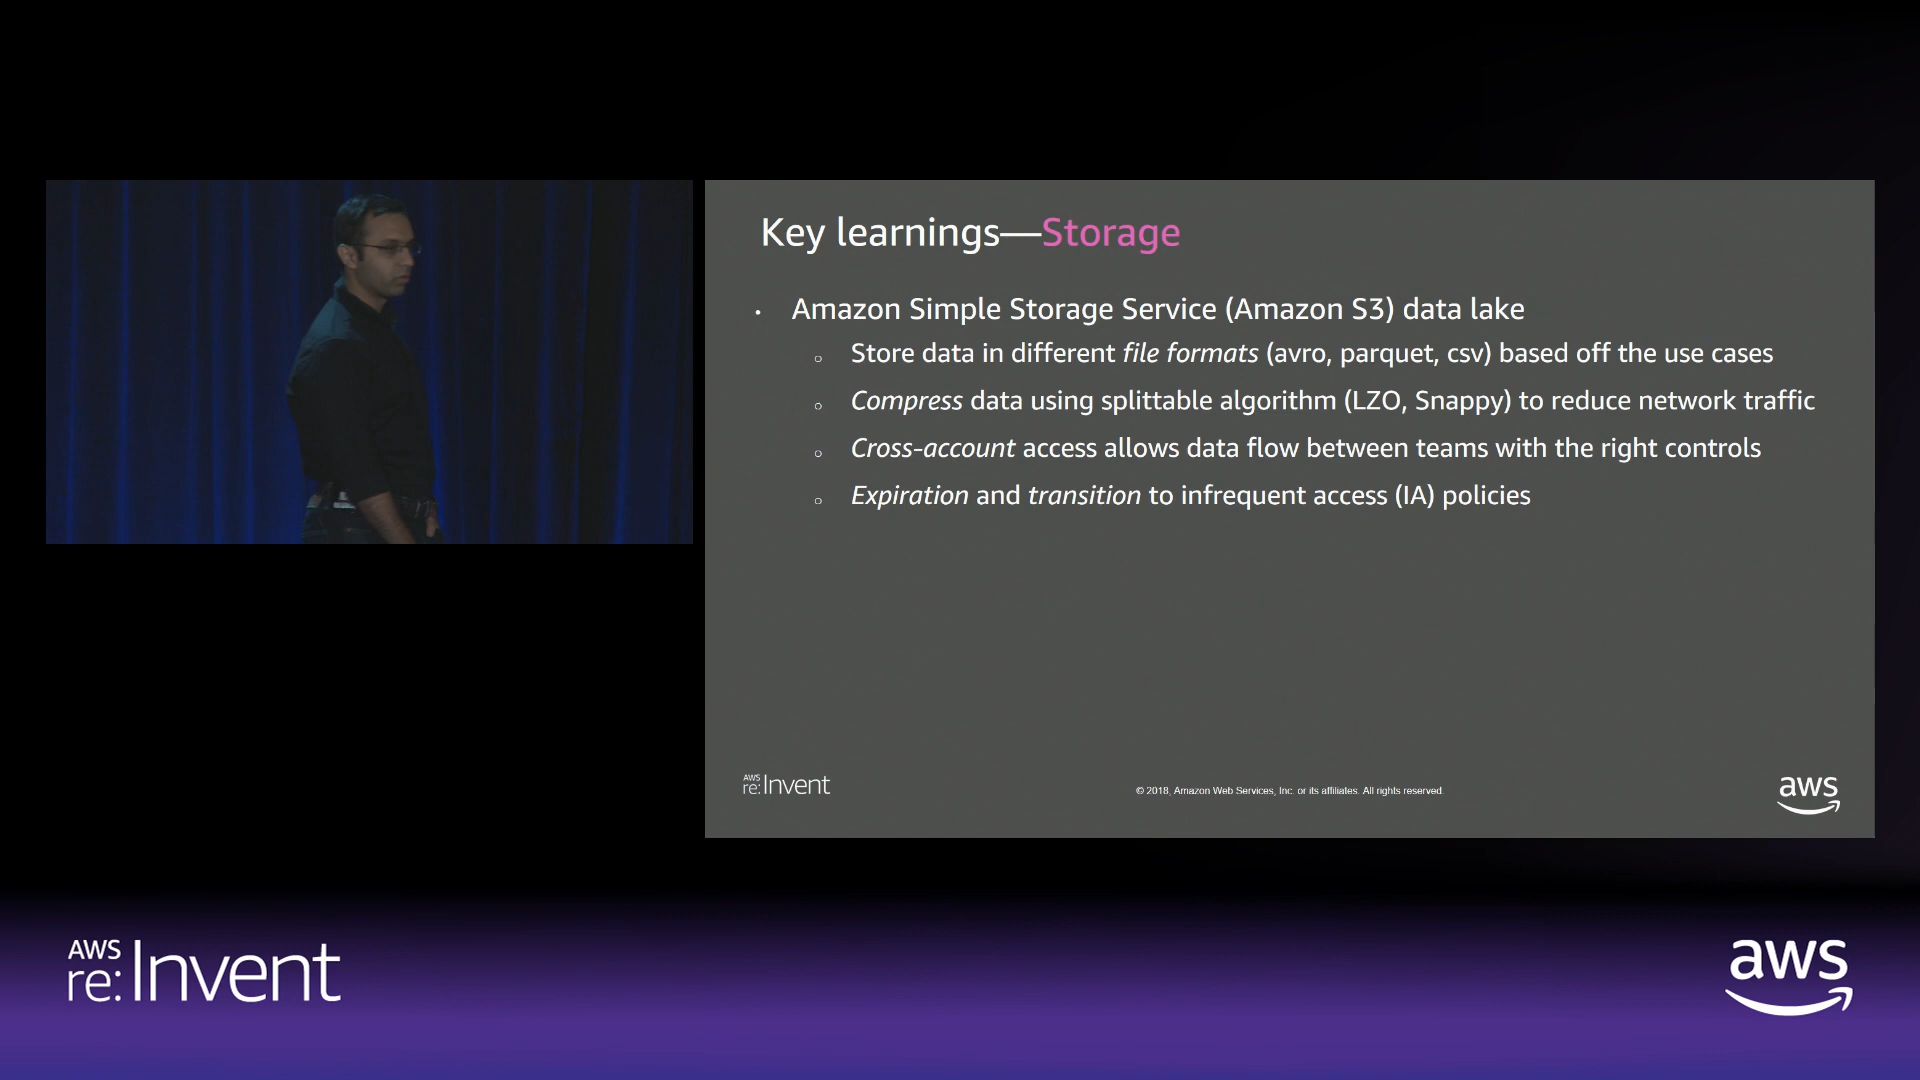 Key learnings—Storage
· Amazon Simple Storage Service (Amazon S3) data lake
○ Store data in different file formats (avro, parquet, csv) based off the use cases
○ Compress data using splittable algorithm (LZO, Snappy) to reduce network traffic
○ Cross-account access allows data flow between teams with the right controls
○ Expiration and transition to infrequent access (IA) policies
AWS
re:Invent
© 2018, Amazon Web Services, Inc. or its affiliates. All rights reserved.
aws
AWS
re:Invent
aws